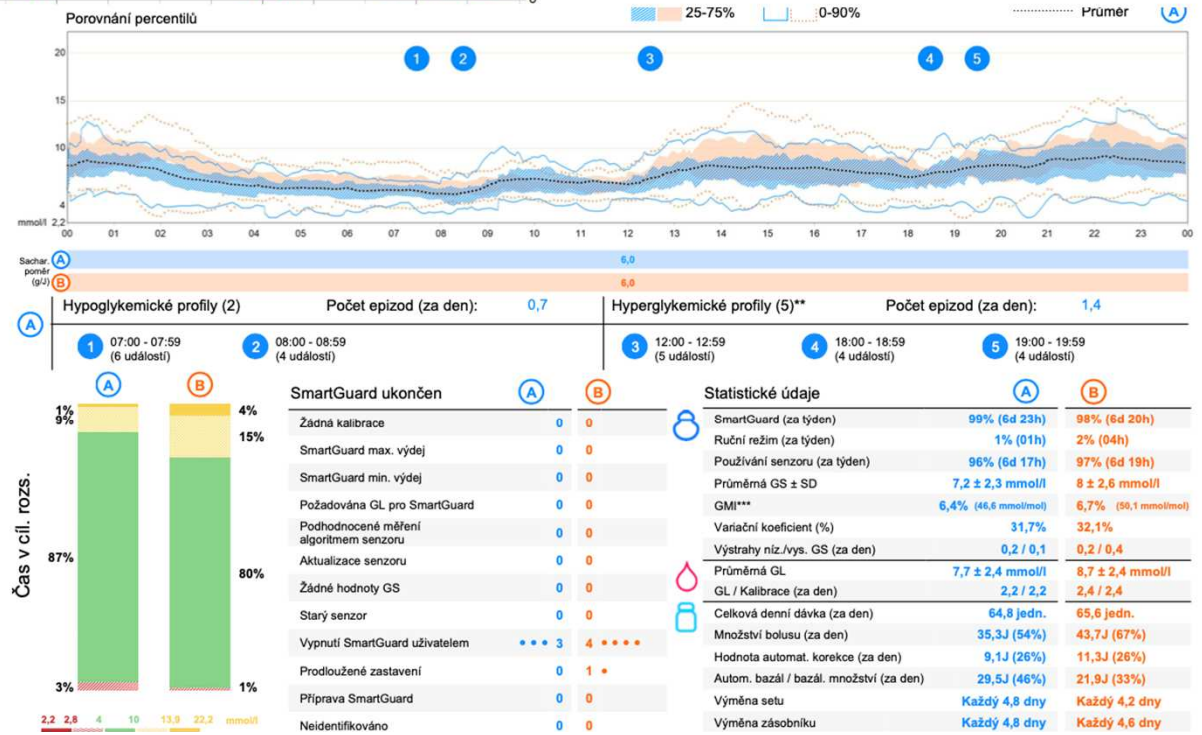 Porovnání percentilů
25-75%
0-90%
Průměr
A
20
15
10
4
mmol/l 2,2
1 2 3 4 5
00 01 02 03 04 05 06 07 08 09 10 11 12 13 14 15 16 17 18 19 20 21 22 23 00
Sachar. poměr (g/J)
A 6,0
B 6,0
A
Hypoglykemické profily (2) Počet epizod (za den): 0,7
1 07:00 - 07:59 (6 událostí)
2 08:00 - 08:59 (4 událostí)
Hyperglykemické profily (5)** Počet epizod (za den): 1,4
3 12:00 - 12:59 (5 událostí)
4 18:00 - 18:59 (4 událostí)
5 19:00 - 19:59 (4 událostí)
Čas v cíl. rozs.
A B
1% 4%
9% 15%
87% 80%
3% 1%
2,2 2,8 4 10 13,9 22,2 mmol/l
SmartGuard ukončen A B
Žádná kalibrace 0 0
SmartGuard max. výdej 0 0
SmartGuard min. výdej 0 0
Požadována GL pro SmartGuard 0 0
Podhodnocené měření
algoritmem senzoru 0 0
Aktualizace senzoru 0 0
Žádné hodnoty GS 0 0
Starý senzor 0 0
Vypnutí SmartGuard uživatelem 3 4
Prodloužené zastavení 0 1
Příprava SmartGuard 0 0
Neidentifikováno 0 0
Statistické údaje A B
SmartGuard (za týden) 99% (6d 23h) 98% (6d 20h)
Ruční režim (za týden) 1% (01h) 2% (04h)
Používání senzoru (za týden) 96% (6d 17h) 97% (6d 19h)
Průměrná GS ± SD 7,2 ± 2,3 mmol/l 8 ± 2,6 mmol/l
GMI*** 6,4% (46,6 mmol/mol) 6,7% (50,1 mmol/mol)
Variační koeficient (%) 31,7% 32,1%
Výstrahy níz./vys. GS (za den) 0,2 / 0,1 0,2 / 0,4
Průměrná GL 7,7 ± 2,4 mmol/l 8,7 ± 2,4 mmol/l
GL / Kalibrace (za den) 2,2 / 2,2 2,4 / 2,4
Celková denní dávka (za den) 64,8 jedn. 65,6 jedn.
Množství bolusu (za den) 35,3J (54%) 43,7J (67%)
Hodnota automat. korekce (za den) 9,1J (26%) 11,3J (26%)
Autom. bazál / bazál. množství (za den) 29,5J (46%) 21,9J (33%)
Výměna setu Každý 4,8 dny Každý 4,2 dny
Výměna zásobníku Každý 4,8 dny Každý 4,6 dny